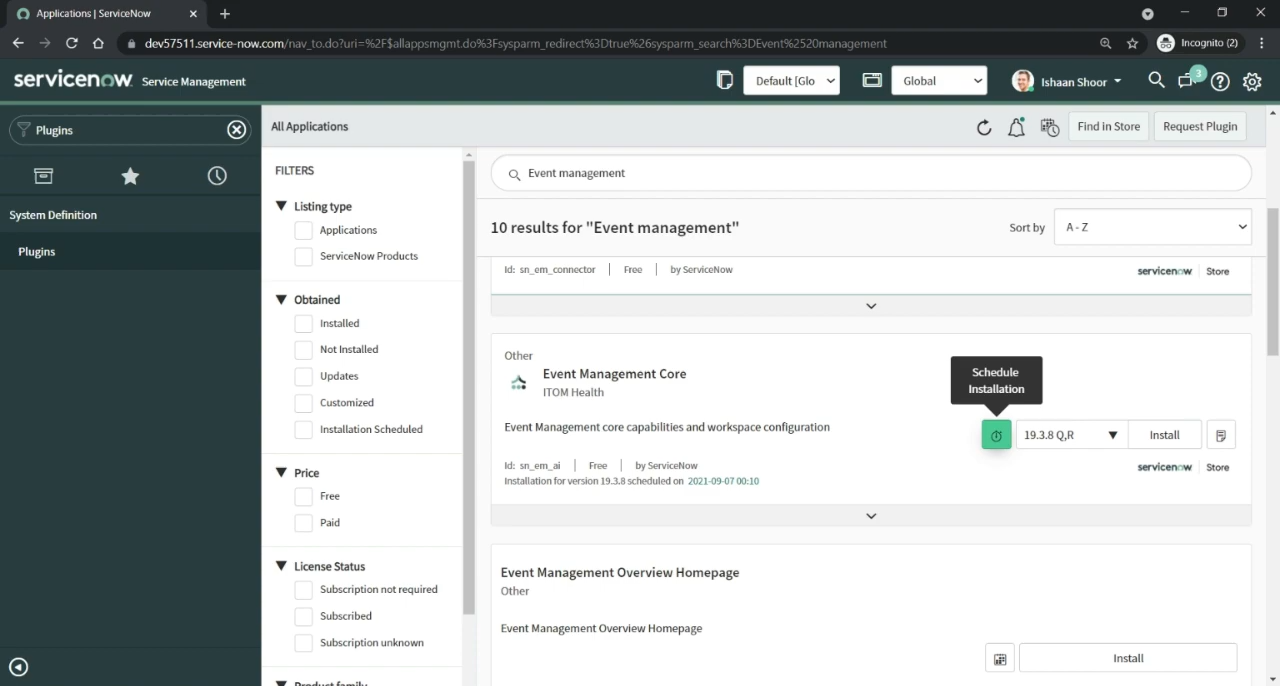 Applications | ServiceNow
dev57511.service-now.com/nav_to.do?uri=%2F$allappsmgmt.do%3Fsysparm_redirect%3Dtrue%26sysparm_search%3DEvent%2520management
Incognito (2)
servicenow Service Management
Default [Glo
Global
Ishaan Shoor
3
Plugins
System Definition
Plugins
All Applications
Find in Store
Request Plugin
FILTERS
Listing type
Applications
ServiceNow Products
Obtained
Installed
Not Installed
Updates
Customized
Installation Scheduled
Price
Free
Paid
License Status
Subscription not required
Subscribed
Subscription unknown
Product family
Event management
10 results for "Event management"
Sort by
A - Z
Id: sn_em_connector | Free | by ServiceNow
servicenow | Store
Other
Event Management Core
ITOM Health
Schedule
Installation
Event Management core capabilities and workspace configuration
19.3.8 Q,R
Install
Id: sn_em_ai | Free | by ServiceNow
servicenow | Store
Installation for version 19.3.8 scheduled on 2021-09-07 00:10
Event Management Overview Homepage
Other
Event Management Overview Homepage
Install